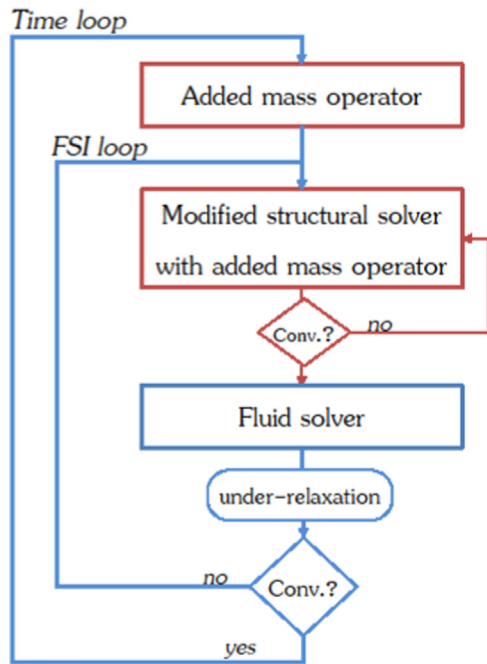 Time loop
Added mass operator
FSI loop
Modified structural solver
with added mass operator
Conv.?
no
Fluid solver
under-relaxation
no
Conv.?
yes